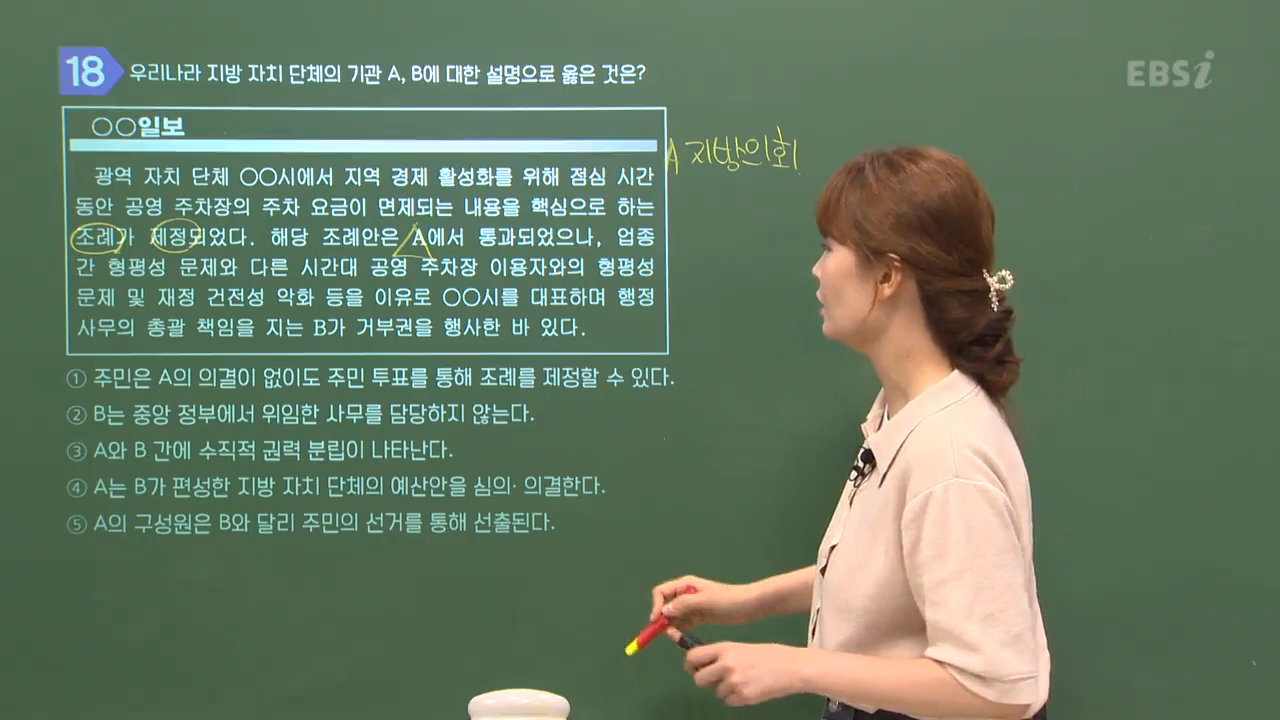 18 우리나라 지방 자치 단체의 기관 A, B에 대한 설명으로 옳은 것은?
EBSi
○○일보
A 지방의회
광역 자치 단체 ○○시에서 지역 경제 활성화를 위해 점심 시간
동안 공영 주차장의 주차 요금이 면제되는 내용을 핵심으로 하는
조례가 제정되었다. 해당 조례안은 A에서 통과되었으나, 업종
간 형평성 문제와 다른 시간대 공영 주차장 이용자와의 형평성
문제 및 재정 건전성 악화 등을 이유로 ○○시를 대표하며 행정
사무의 총괄 책임을 지는 B가 거부권을 행사한 바 있다.
① 주민은 A의 의결이 없이도 주민 투표를 통해 조례를 제정할 수 있다.
② B는 중앙 정부에서 위임한 사무를 담당하지 않는다.
③ A와 B 간에 수직적 권력 분립이 나타난다.
④ A는 B가 편성한 지방 자치 단체의 예산안을 심의·의결한다.
⑤ A의 구성원은 B와 달리 주민의 선거를 통해 선출된다.